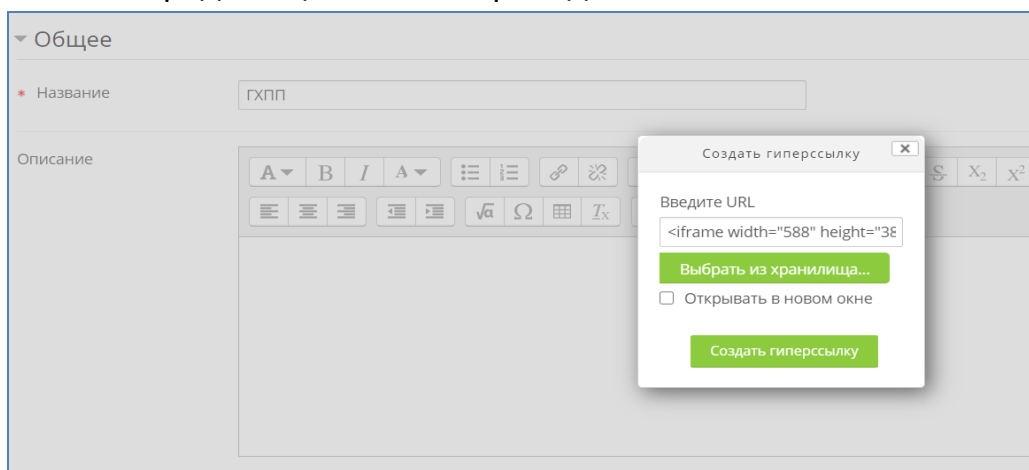 Общее
* Название
ГХПП
Описание
Создать гиперссылку
Введите URL
<iframe width="588" height="38
Выбрать из хранилища...
Открывать в новом окне
Создать гиперссылку